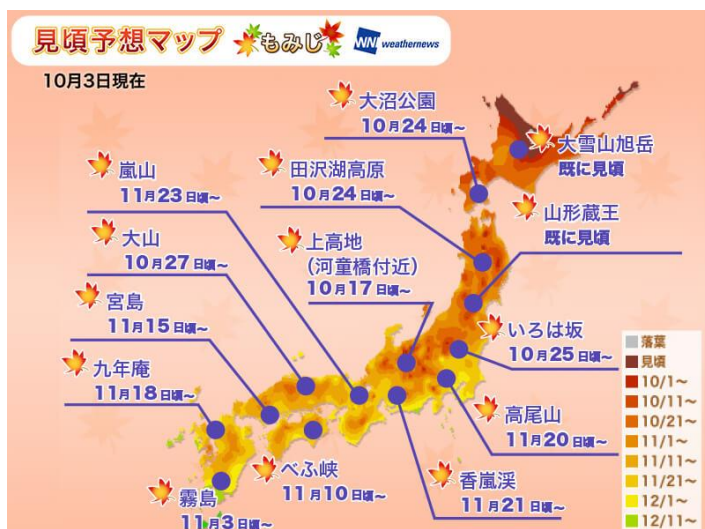 見頃予想マップ もみじ WNI weathernews
10月3日現在
大沼公園
10月24日頃〜
大雪山旭岳
既に見頃
嵐山
11月23日頃〜
田沢湖高原
10月24日頃〜
山形蔵王
既に見頃
大山
10月27日頃〜
上高地
(河童橋付近)
10月17日頃〜
宮島
11月15日頃〜
いろは坂
10月25日頃〜
九年庵
11月18日頃〜
高尾山
11月20日頃〜
べふ峡
11月10日頃〜
香嵐渓
11月21日頃〜
霧島
11月3日頃〜
落葉
見頃
10/1〜
10/11〜
10/21〜
11/1〜
11/11〜
11/21〜
12/1〜
12/11〜